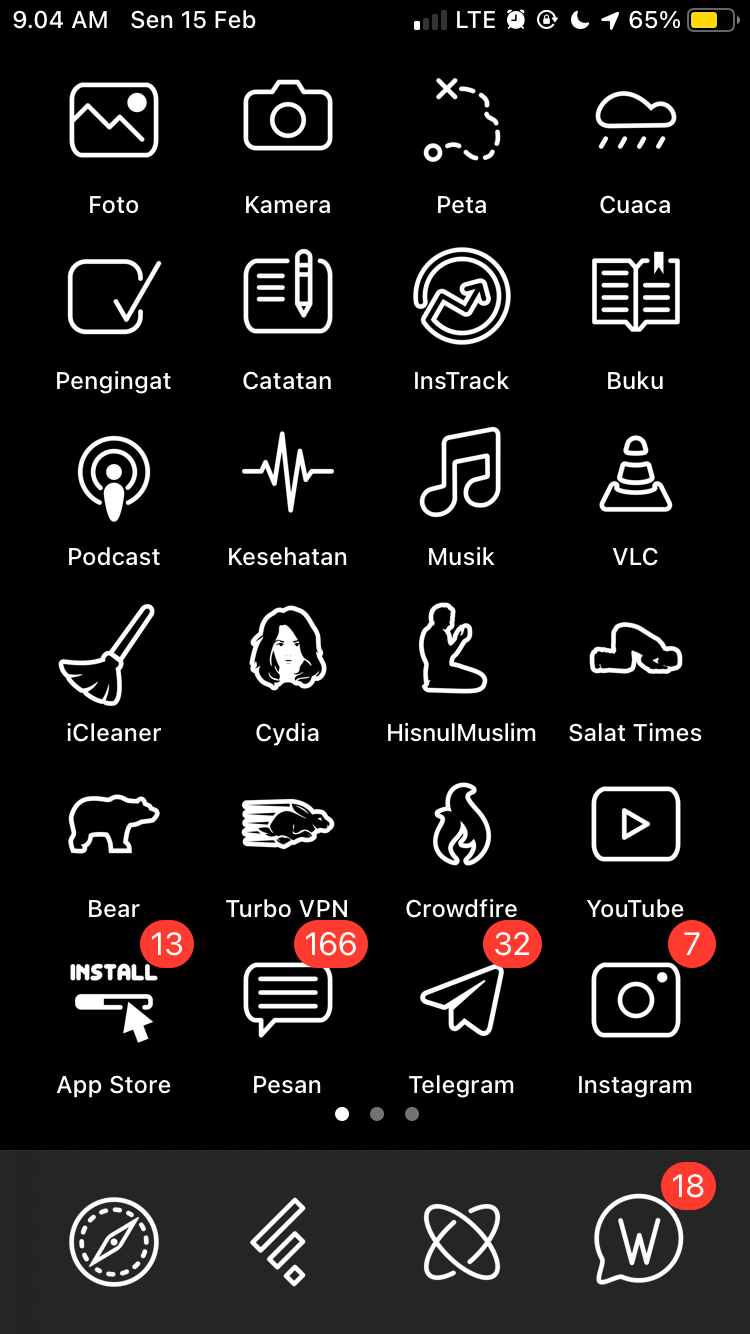 9.04 AM Sen 15 Feb LTE 65%
Foto Kamera Peta Cuaca
Pengingat Catatan InsTrack Buku
Podcast Kesehatan Musik VLC
iCleaner Cydia HisnulMuslim Salat Times
Bear Turbo VPN Crowdfire YouTube
13 166 32 7
INSTALL
App Store Pesan Telegram Instagram
18
W